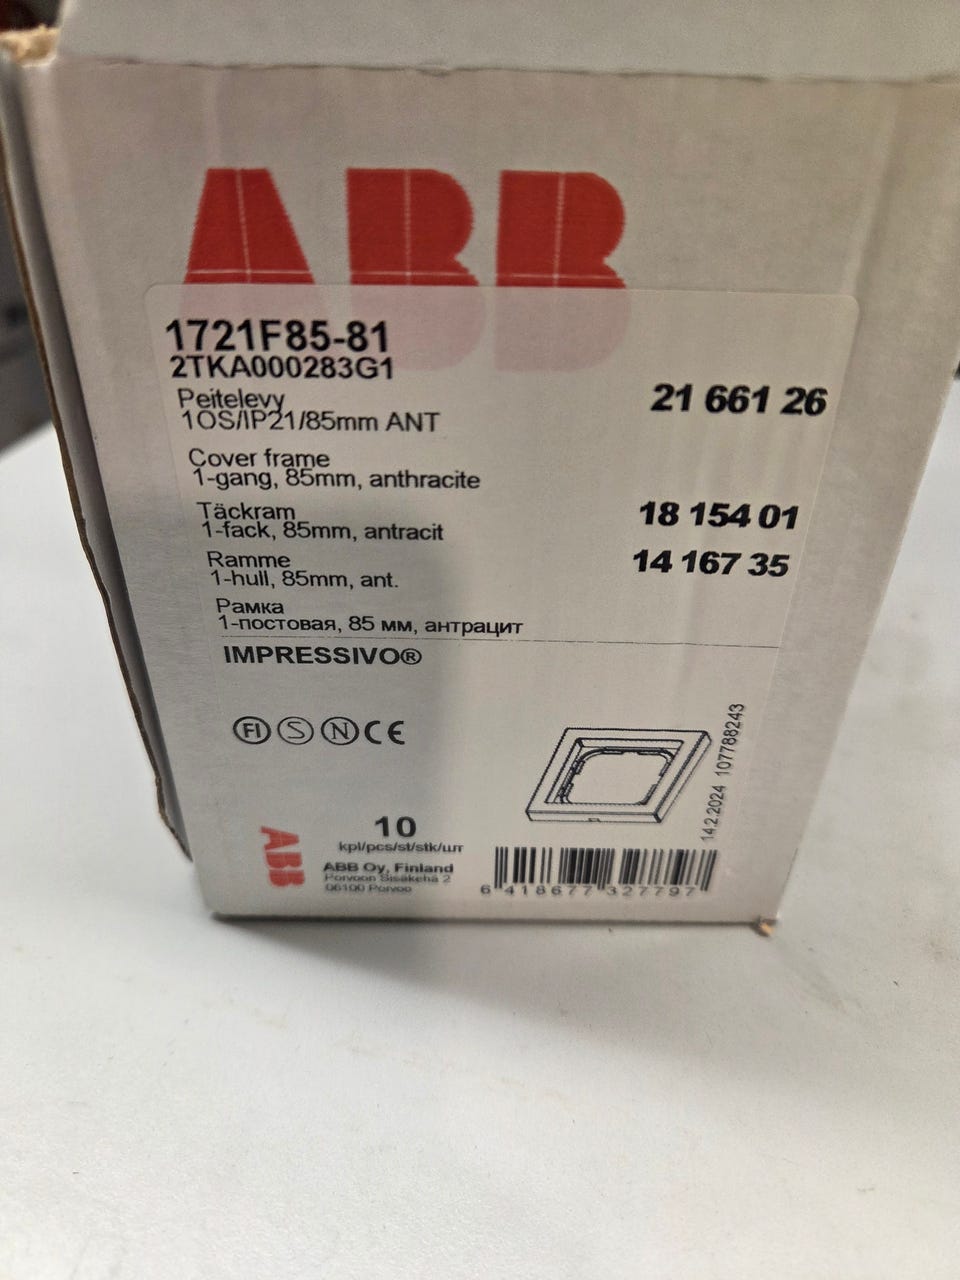 ABB
1721F85-81
2TKA000283G1
Peitelevy
1OS/IP21/85mm ANT
21 661 26
Cover frame
1-gang, 85mm, anthracite
Täckram
1-fack, 85mm, antracit
18 154 01
Ramme
1-hull, 85mm, ant.
14 167 35
Рамка
1-постовая, 85 мм, антрацит
IMPRESSIVO®
FI S N CE
14.2.2024 107788243
10
kpl/pcs/st/stk/шт
ABB
ABB Oy, Finland
Porvoon Sisäkehä 2
06100 Porvoo
6 418677 327797